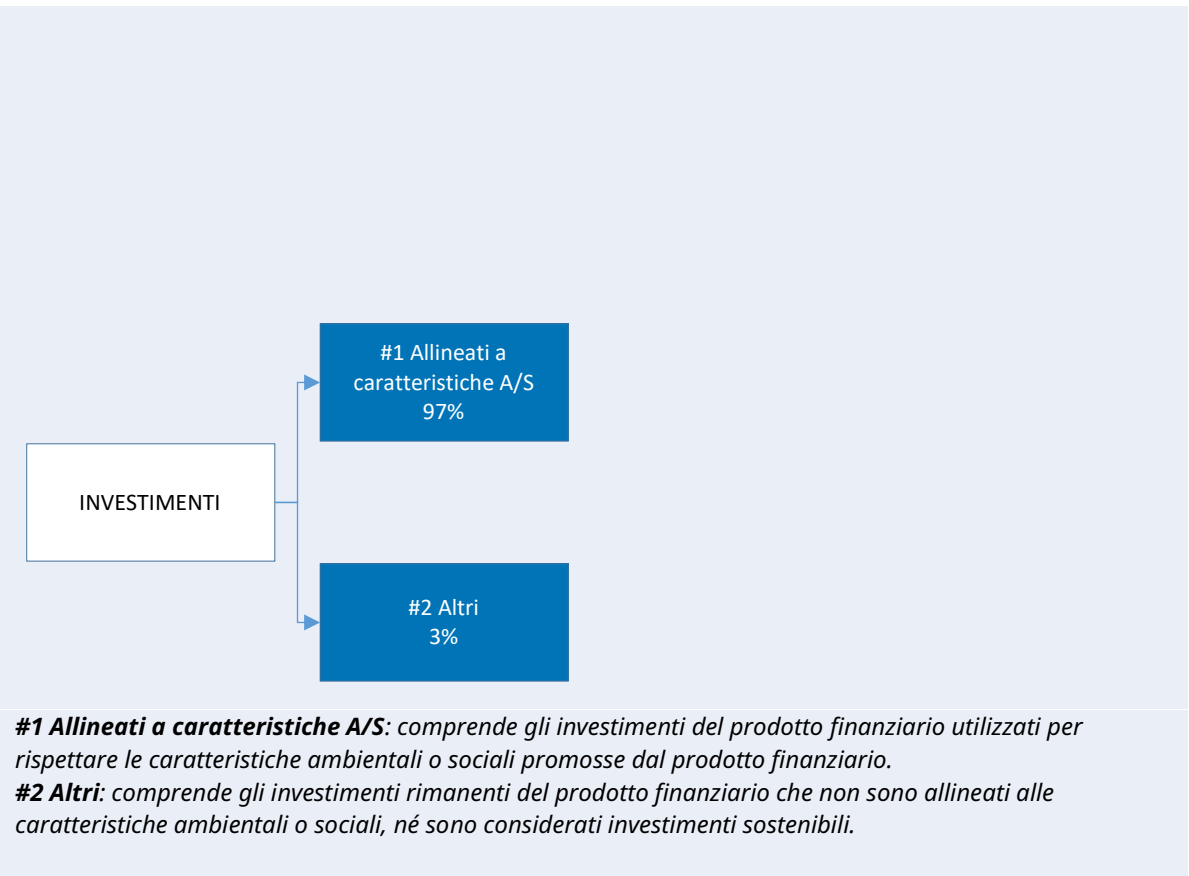 #1 Allineati a
caratteristiche A/S
97%
INVESTIMENTI
#2 Altri
3%
#1 Allineati a caratteristiche A/S: comprende gli investimenti del prodotto finanziario utilizzati per
rispettare le caratteristiche ambientali o sociali promosse dal prodotto finanziario.
#2 Altri: comprende gli investimenti rimanenti del prodotto finanziario che non sono allineati alle
caratteristiche ambientali o sociali, né sono considerati investimenti sostenibili.